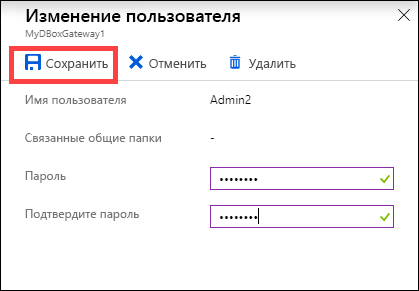 Изменение пользователя
MyDBoxGateway1
Сохранить Отменить Удалить
Имя пользователя Admin2
Связанные общие папки -
Пароль ••••••••
Подтвердите пароль ••••••••